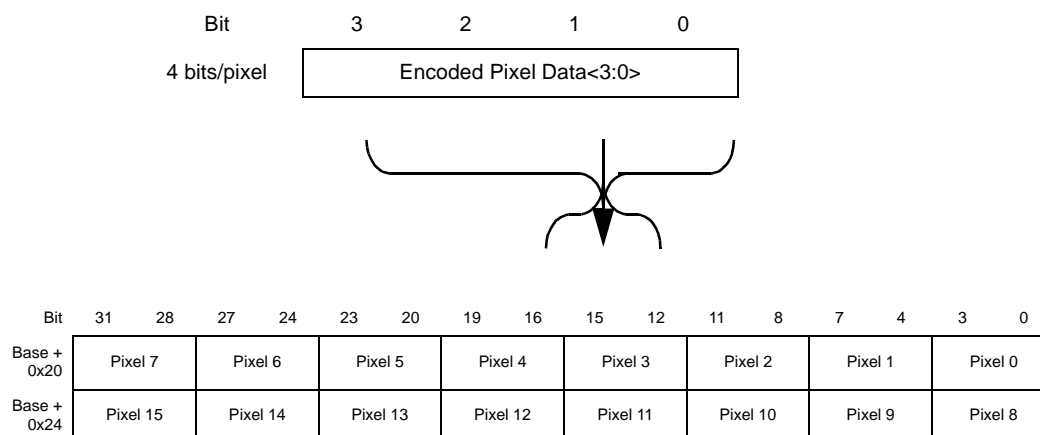 Bit 3 2 1 0
4 bits/pixel Encoded Pixel Data<3:0>
Bit 31 28 27 24 23 20 19 16 15 12 11 8 7 4 3 0
Base +
0x20
Pixel 7 Pixel 6 Pixel 5 Pixel 4 Pixel 3 Pixel 2 Pixel 1 Pixel 0
Base +
0x24
Pixel 15 Pixel 14 Pixel 13 Pixel 12 Pixel 11 Pixel 10 Pixel 9 Pixel 8